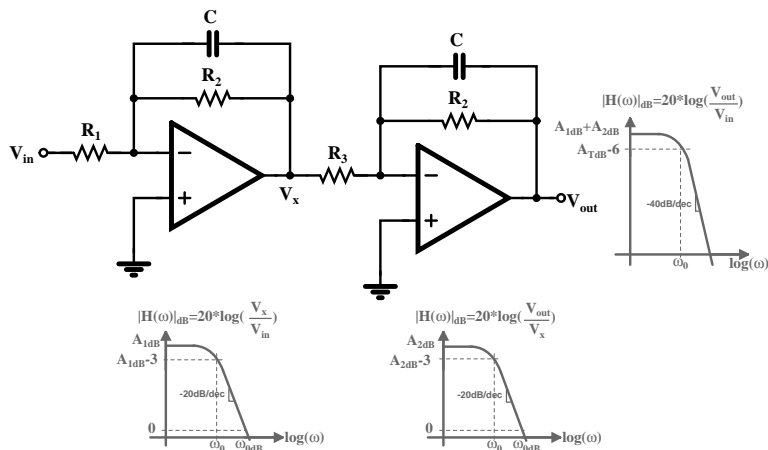 C
C
R₂
R₂
|H(ω)|dB=20*log(Vout/Vin)
R₁
A1dB+A2dB
Vin
R₃
ATdB-6
Vx
Vout
-40dB/dec
ω₀
log(ω)
|H(ω)|dB=20*log(Vx/Vin)
|H(ω)|dB=20*log(Vout/Vx)
A1dB
A2dB
A1dB-3
A2dB-3
-20dB/dec
-20dB/dec
0
0
ω₀
ω0dB
log(ω)
ω₀
ω0dB
log(ω)